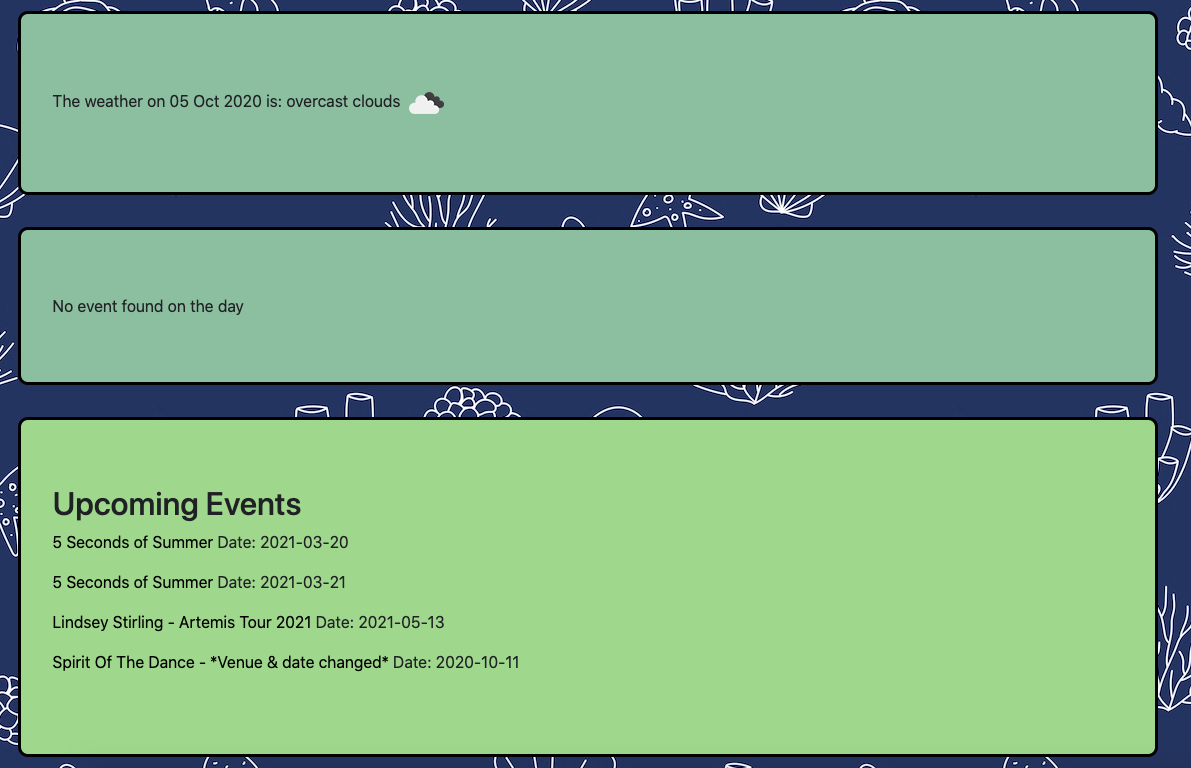 The weather on 05 Oct 2020 is: overcast clouds
No event found on the day
Upcoming Events
5 Seconds of Summer Date: 2021-03-20
5 Seconds of Summer Date: 2021-03-21
Lindsey Stirling - Artemis Tour 2021 Date: 2021-05-13
Spirit Of The Dance - *Venue & date changed* Date: 2020-10-11